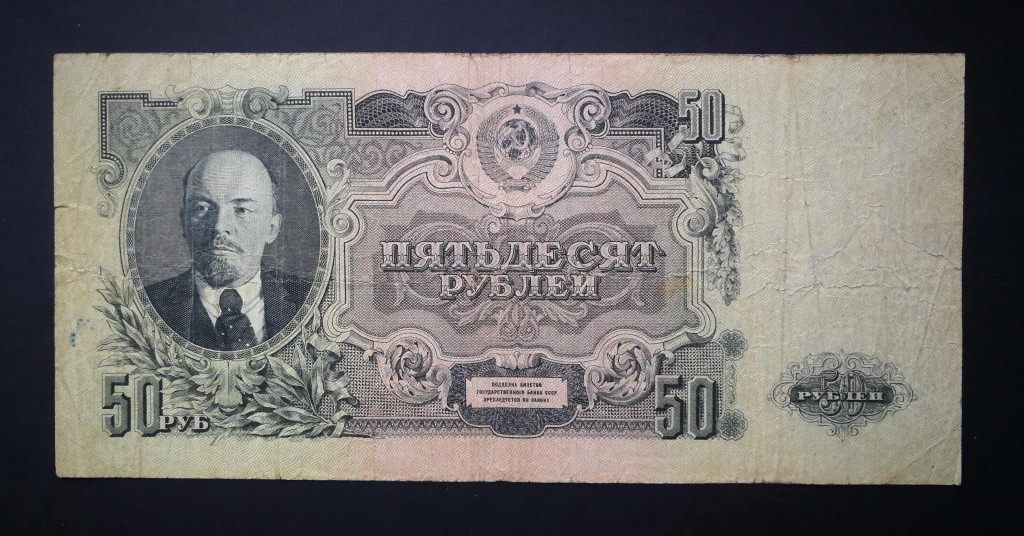 50
ПЯТЬДЕСЯТ
РУБЛЕЙ
ПОДДЕЛКА БИЛЕТОВ
ГОСУДАРСТВЕННОГО БАНКА СССР
ПРЕСЛЕДУЕТСЯ ПО ЗАКОНУ
50 РУБ
50
50
РУБЛЕЙ